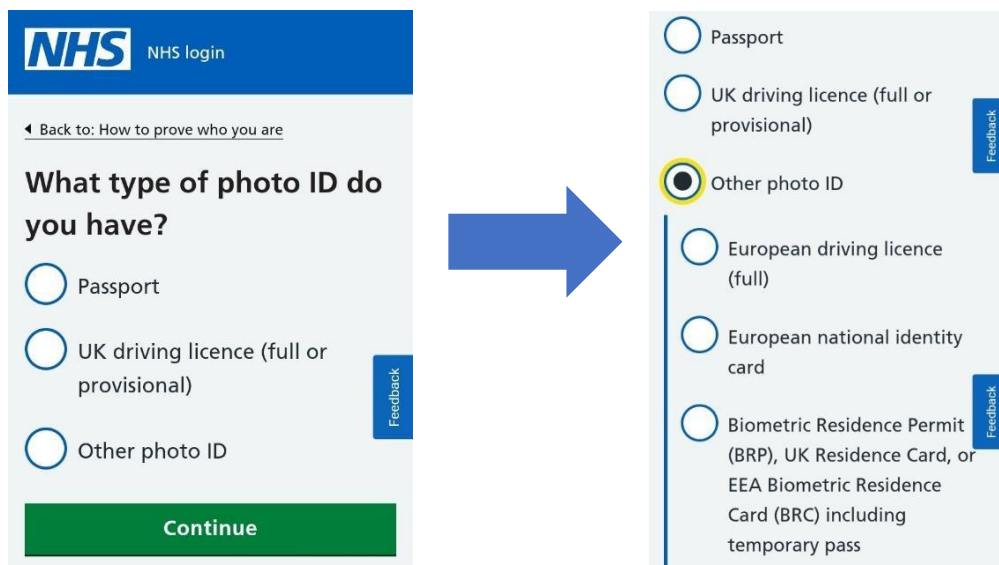 NHS NHS login
Back to: How to prove who you are
What type of photo ID do
you have?
Passport
UK driving licence (full or
provisional)
Feedback
Other photo ID
Continue
Passport
UK driving licence (full or
provisional)
Feedback
Other photo ID
European driving licence
(full)
European national identity
card
Feedback
Biometric Residence Permit
(BRP), UK Residence Card, or
EEA Biometric Residence
Card (BRC) including
temporary pass